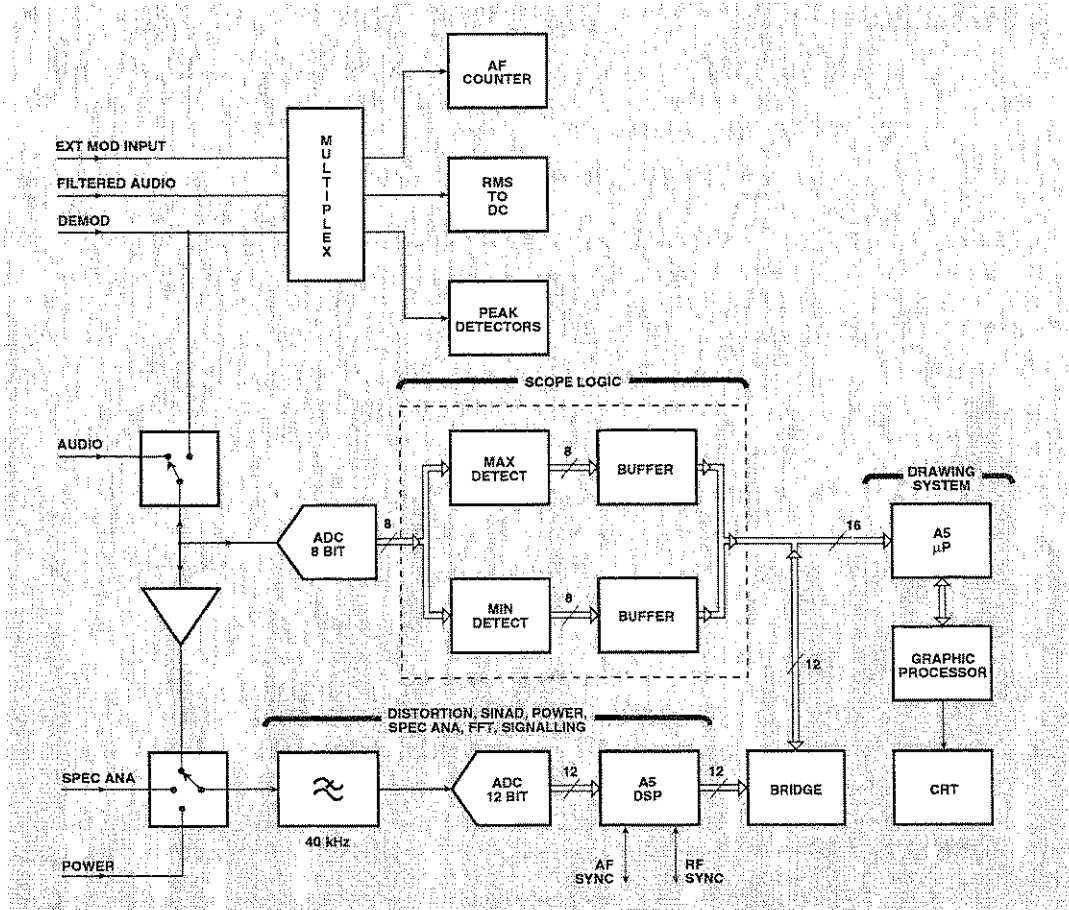 AF
COUNTER
EXT MOD INPUT
FILTERED AUDIO
DEMOD
MULTIPLEX
RMS
TO
DC
PEAK
DETECTORS
SCOPE LOGIC
AUDIO
MAX
DETECT
8
BUFFER
DRAWING
SYSTEM
ADC
8 BIT
8
16
A5
µP
MIN
DETECT
8
BUFFER
12
GRAPHIC
PROCESSOR
DISTORTION, SINAD, POWER,
SPEC ANA, FFT, SIGNALLING
SPEC ANA
40 kHz
ADC
12 BIT
12
A5
DSP
12
BRIDGE
CRT
POWER
AF
SYNC
RF
SYNC